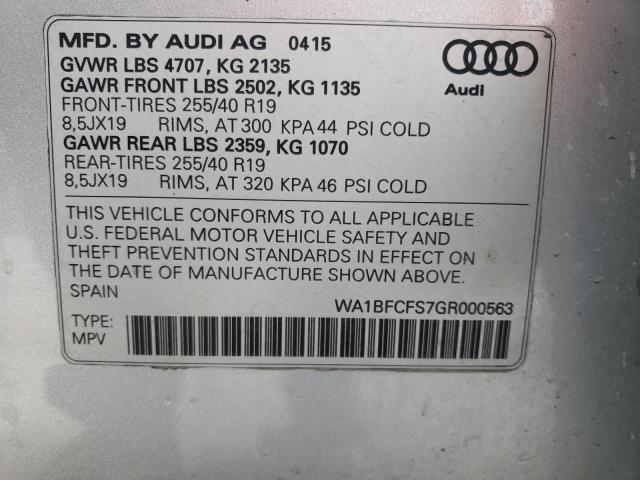 MFD. BY AUDI AG 0415
GVWR LBS 4707, KG 2135
GAWR FRONT LBS 2502, KG 1135
FRONT-TIRES 255/40 R19
8,5JX19 RIMS, AT 300 KPA 44 PSI COLD
GAWR REAR LBS 2359, KG 1070
REAR-TIRES 255/40 R19
8,5JX19 RIMS, AT 320 KPA 46 PSI COLD
Audi
THIS VEHICLE CONFORMS TO ALL APPLICABLE
U.S. FEDERAL MOTOR VEHICLE SAFETY AND
THEFT PREVENTION STANDARDS IN EFFECT ON
THE DATE OF MANUFACTURE SHOWN ABOVE.
SPAIN
WA1BFCFS7GR000563
TYPE:
MPV